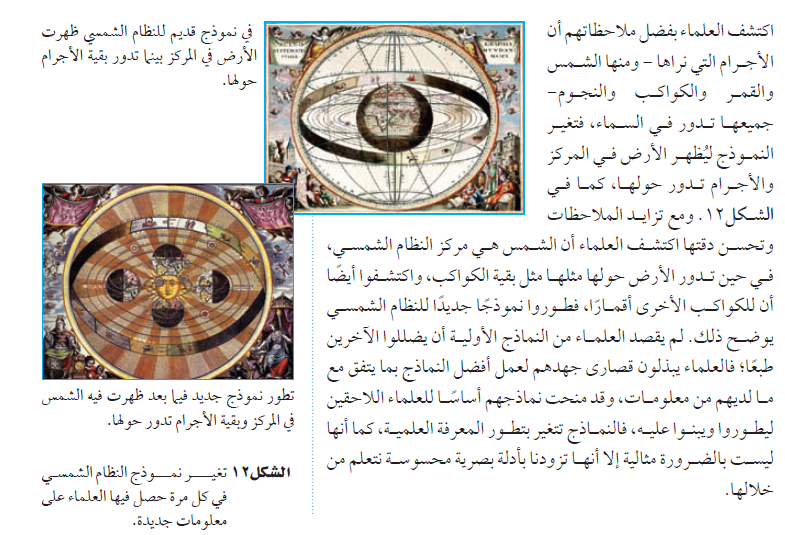 اكتشف العلماء بفضل ملاحظاتهم أن
الأجرام التي نراها – ومنها الشمس
والقمر والكواكب والنجوم–
جميعها تدور في السماء، فتغير
النموذج ليُظهر الأرض في المركز
والأجرام تدور حولها، كما في
الشكل١٢. ومع تزايد الملاحظات
وتحسن دقتها اكتشف العلماء أن الشمس هي مركز النظام الشمسي،
في حين تدور الأرض حولها مثلها مثل بقية الكواكب، واكتشفوا أيضًا
أن للكواكب الأخرى أقمارًا، فطوروا نموذجًا جديدًا للنظام الشمسي
يوضح ذلك. لم يقصد العلماء من النماذج الأولية أن يضللوا الآخرين
طبعًا؛ فالعلماء يبذلون قصارى جهدهم لعمل أفضل النماذج بما يتفق مع
ما لديهم من معلومات، وقد منحت نماذجهم أساسًا للعلماء اللاحقين
ليطوروا ويبنوا عليه، فالنماذج تتغير بتطور المعرفة العلمية، كما أنها
ليست بالضرورة مثالية إلا أنها تزودنا بأدلة بصرية محسوسة نتعلم من
خلالها.
في نموذج قديم للنظام الشمسي ظهرت
الأرض في المركز بينما تدور بقية الأجرام
حولها.
تطور نموذج جديد فيما بعد ظهرت فيه الشمس
في المركز وبقية الأجرام تدور حولها.
الشكل١٢ تغير نموذج النظام الشمسي
في كل مرة حصل فيها العلماء على
معلومات جديدة.